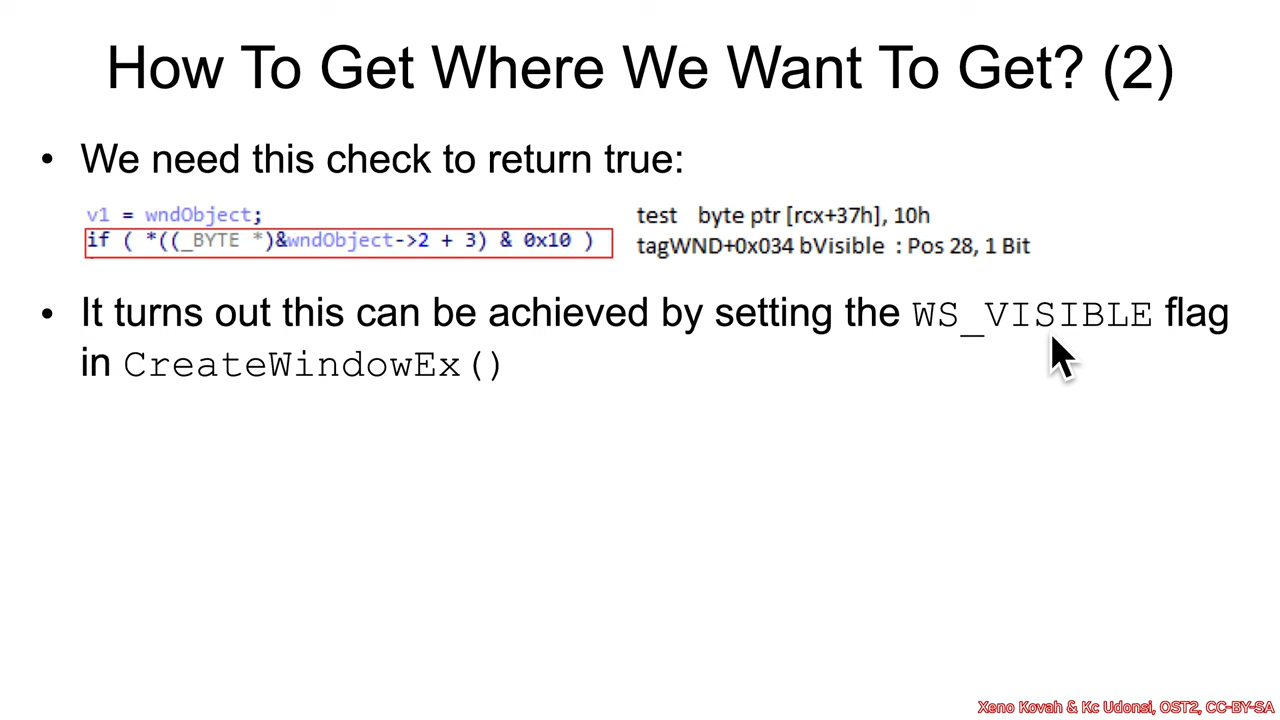 How To Get Where We Want To Get? (2)
• We need this check to return true:
v1 = wndObject;
if ( *((_BYTE *)&wndObject->2 + 3) & 0x10 )
test byte ptr [rcx+37h], 10h
tagWND+0x034 bVisible : Pos 28, 1 Bit
• It turns out this can be achieved by setting the WS_VISIBLE flag
in CreateWindowEx()
Xeno Kovah & Kc Udonsi, OST2, CC-BY-SA